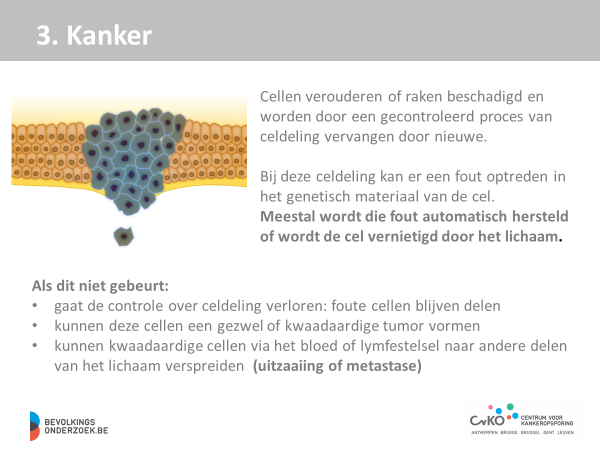 3. Kanker
Cellen verouderen of raken beschadigd en
worden door een gecontroleerd proces van
celdeling vervangen door nieuwe.
Bij deze celdeling kan er een fout optreden in
het genetisch materiaal van de cel.
Meestal wordt die fout automatisch hersteld
of wordt de cel vernietigd door het lichaam.
Als dit niet gebeurt:
• gaat de controle over celdeling verloren: foute cellen blijven delen
• kunnen deze cellen een gezwel of kwaadaardige tumor vormen
• kunnen kwaadaardige cellen via het bloed of lymfestelsel naar andere delen
van het lichaam verspreiden (uitzaaiing of metastase)
BEVOLKINGS
ONDERZOEK.BE
CvKO
CENTRUM VOOR
KANKEROPSPORING
ANTWERPEN BRUGGE BRUSSEL GENT LEUVEN